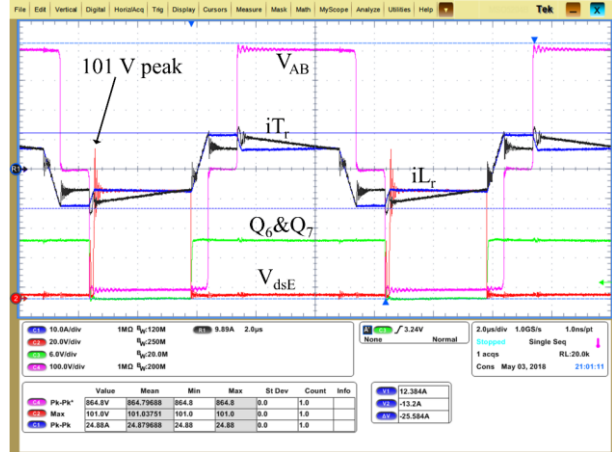 File Edit Vertical Digital Horiz/Acq Trig Display Cursors Measure Mask Math MyScope Analyze Utilities Help Tek X
101 V peak
VAB
iTr
iLr
Q6&Q7
VdsE
R1
2
C1 10.0A/div 1MΩ BW:120M R1 9.89A 2.0µs A' C3 3.24V 2.0µs/div 1.0GS/s 1.0ns/pt
C2 20.0V/div BW:250M None Normal Stopped Single Seq
C3 6.0V/div BW:20.0M 1 acqs RL:20.0k
C4 100.0V/div 1MΩ BW:200M Cons May 03, 2018 21:01:11
Value Mean Min Max St Dev Count Info
C4 Pk-Pk* 864.8V 864.79688 864.8 864.8 0.0 1.0
C2 Max 101.0V 101.03751 101.0 101.0 0.0 1.0
C1 Pk-Pk 24.88A 24.879688 24.88 24.88 0.0 1.0
V1 12.384A
V2 -13.2A
ΔV -25.584A